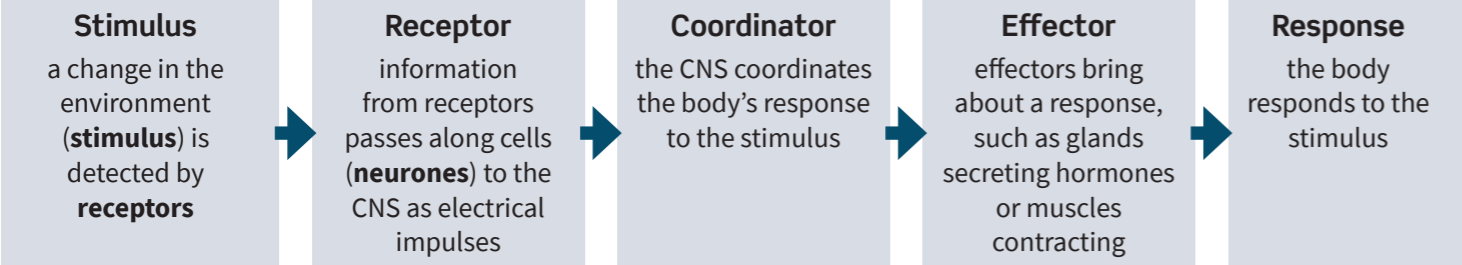 Stimulus
a change in the
environment
(stimulus) is
detected by
receptors
Receptor
information
from receptors
passes along cells
(neurones) to the
CNS as electrical
impulses
Coordinator
the CNS coordinates
the body’s response
to the stimulus
Effector
effectors bring
about a response,
such as glands
secreting hormones
or muscles
contracting
Response
the body
responds to the
stimulus